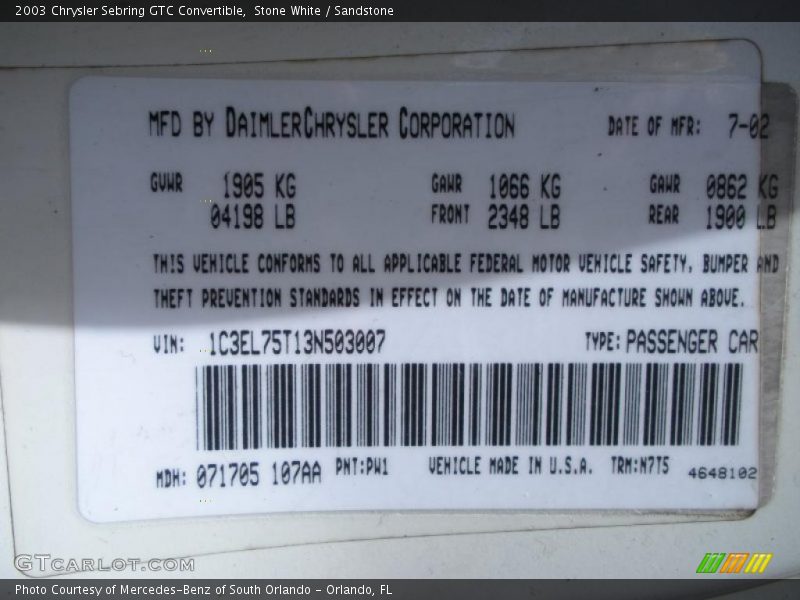 2003 Chrysler Sebring GTC Convertible, Stone White / Sandstone
MFD BY DAIMLERCHRYSLER CORPORATION DATE OF MFR: 7-02
GVWR 1905 KG GAWR 1066 KG GAWR 0862 KG
04198 LB FRONT 2348 LB REAR 1900 LB
THIS VEHICLE CONFORMS TO ALL APPLICABLE FEDERAL MOTOR VEHICLE SAFETY, BUMPER AND
THEFT PREVENTION STANDARDS IN EFFECT ON THE DATE OF MANUFACTURE SHOWN ABOVE.
VIN: 1C3EL75T13N503007 TYPE: PASSENGER CAR
MDH: 071705 107AA PNT:PW1 VEHICLE MADE IN U.S.A. TRM:N7T5 4648102
GTCARLOT.COM
Photo Courtesy of Mercedes-Benz of South Orlando - Orlando, FL